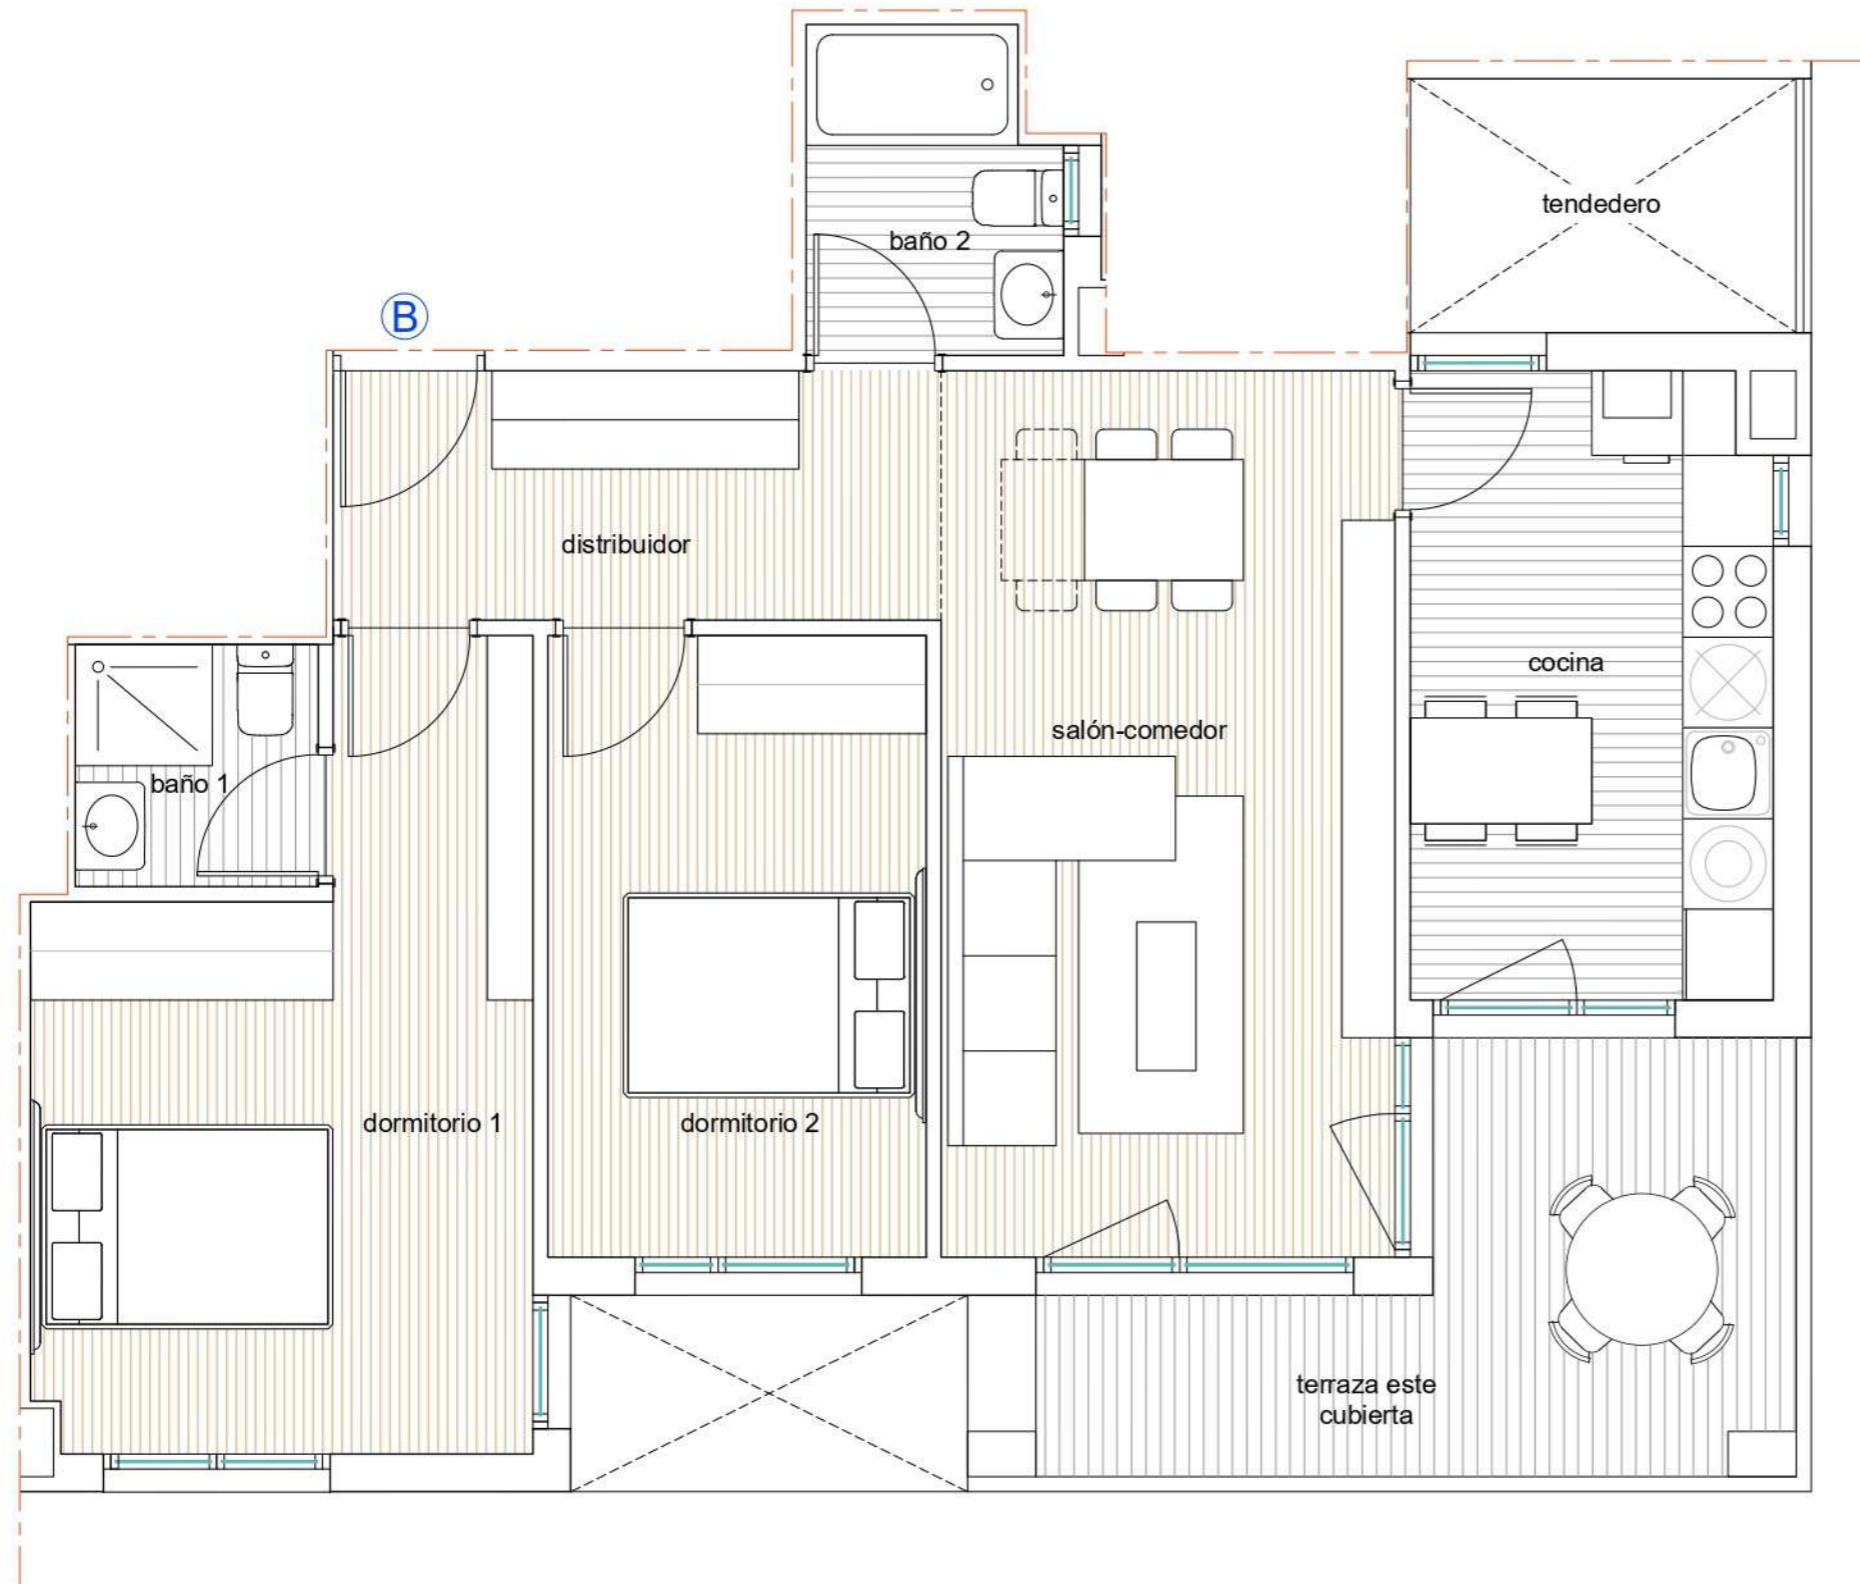 tendedero
baño 2
B
distribuidor
cocina
salón-comedor
baño 1
dormitorio 1
dormitorio 2
terraza este
cubierta